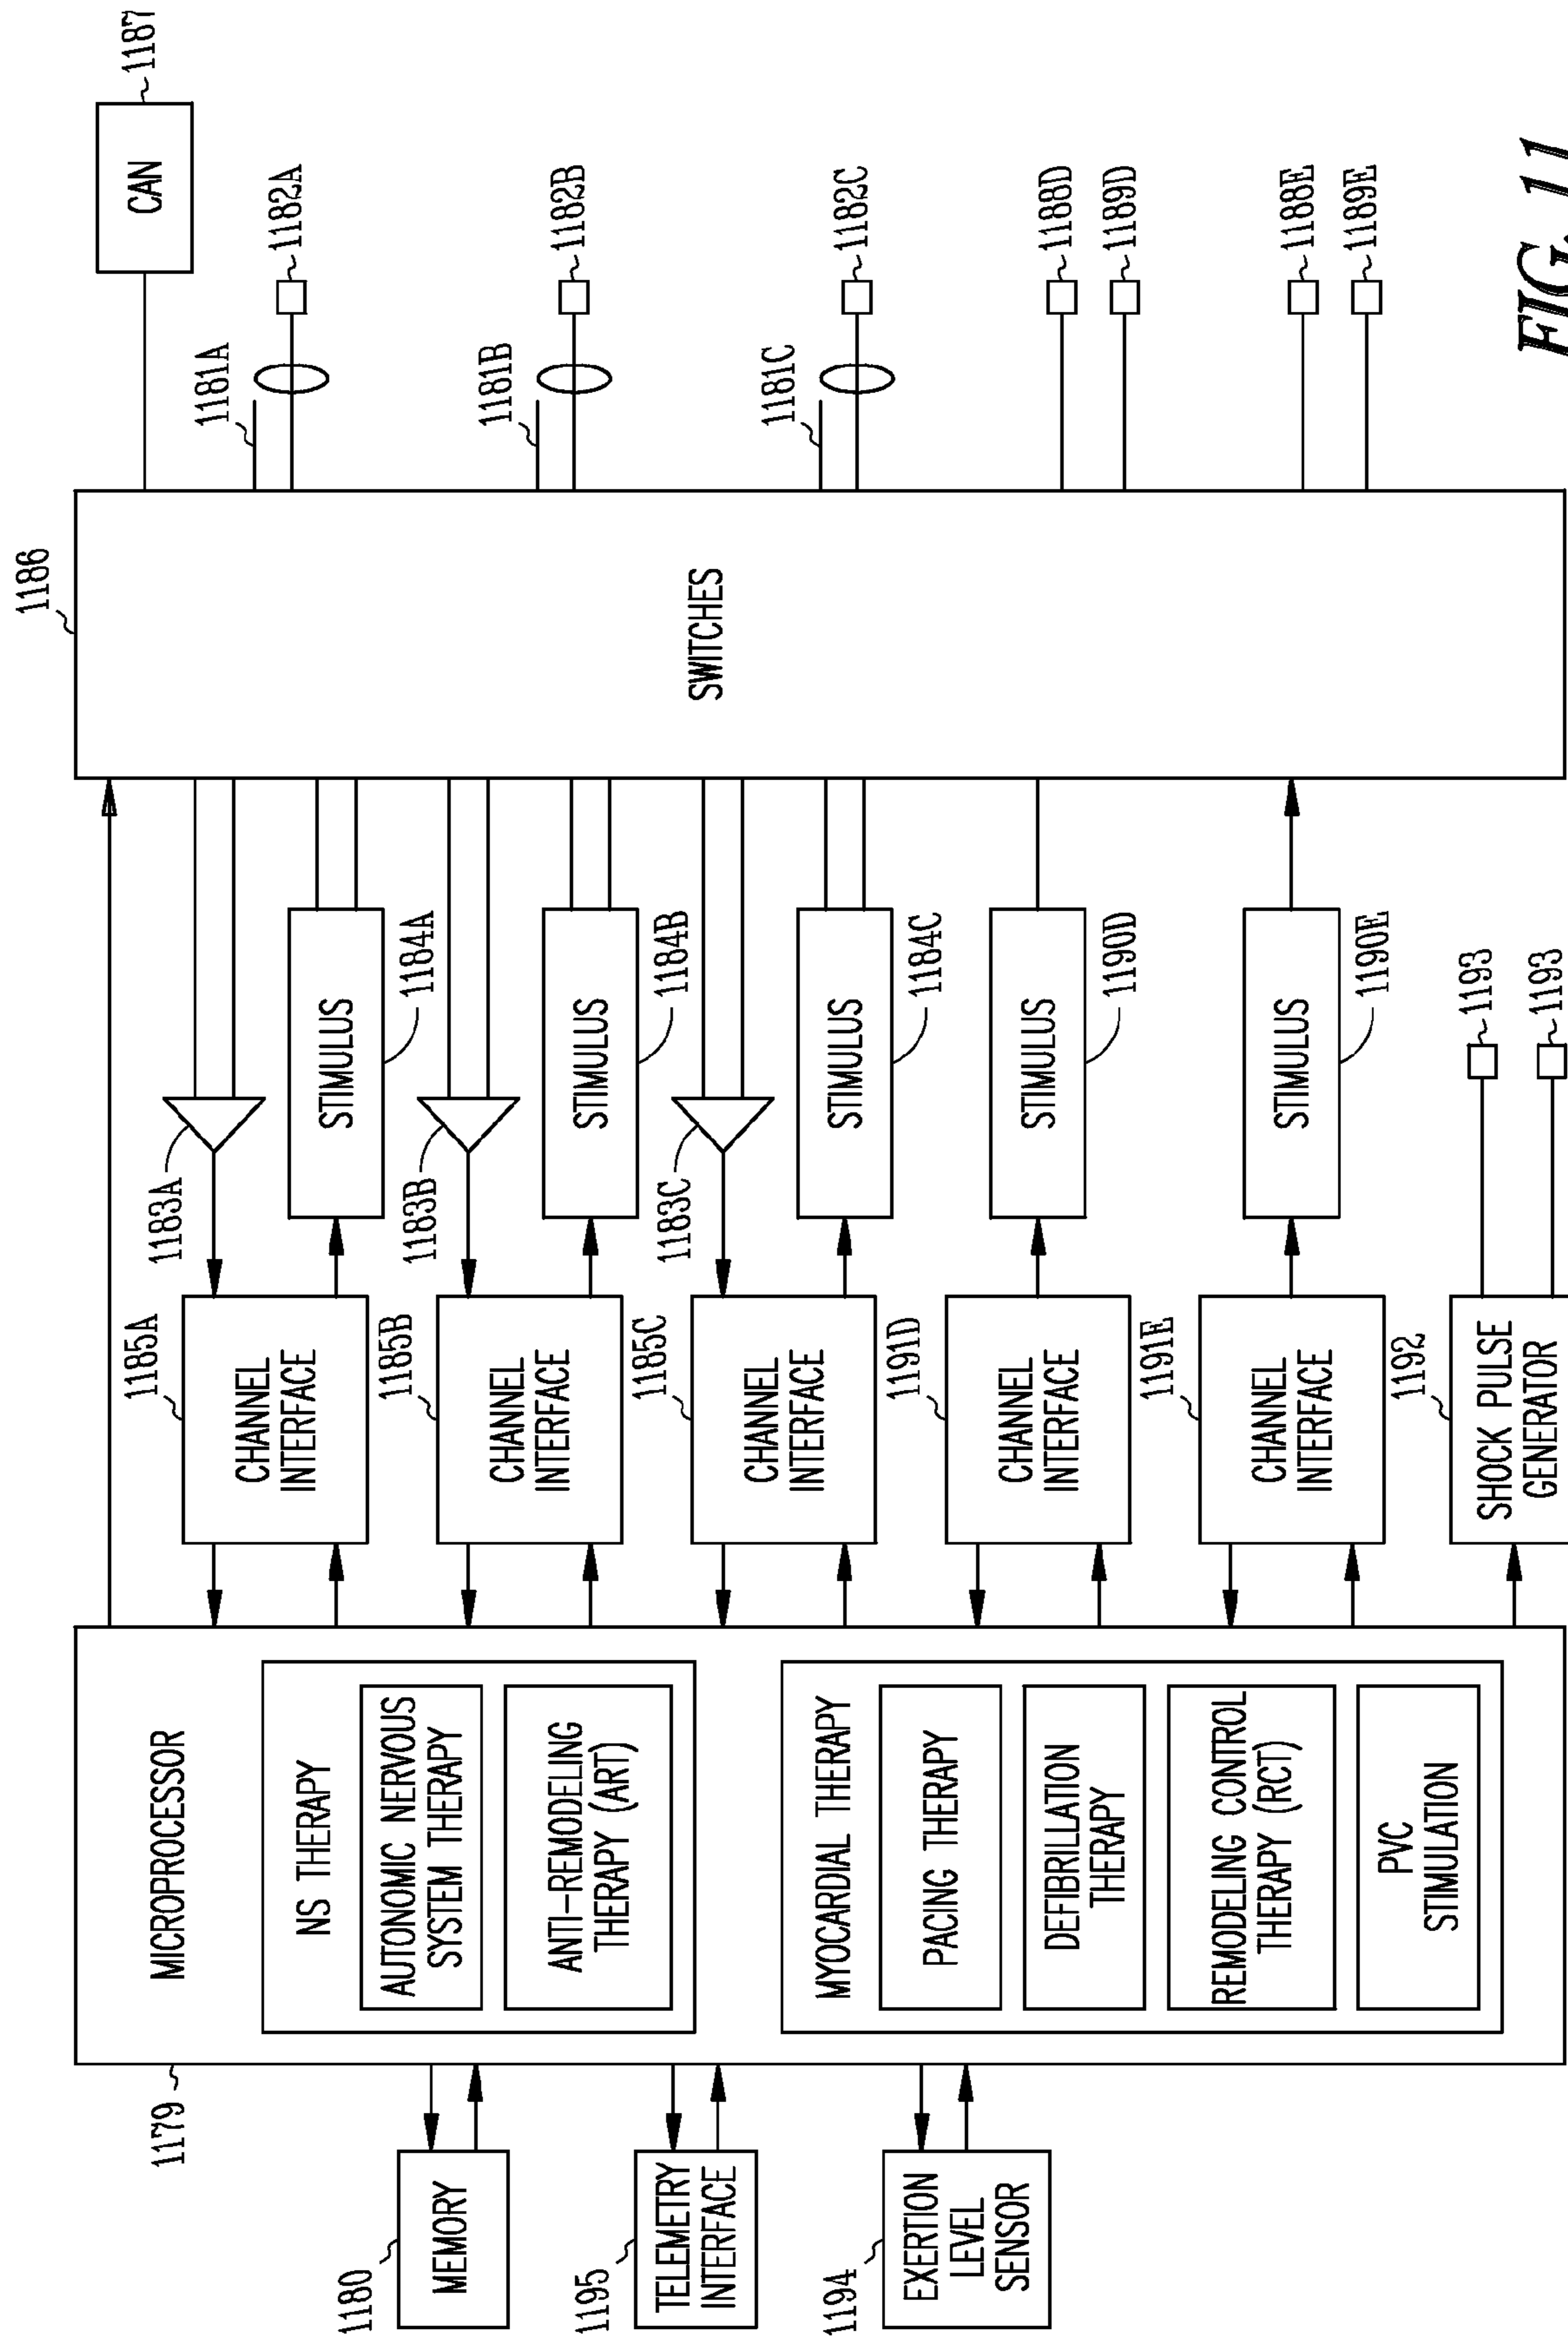 1179
MICROPROCESSOR
NS THERAPY
AUTONOMIC NERVOUS
SYSTEM THERAPY
ANTI-REMODELING
THERAPY (ART)
MYOCARDIAL THERAPY
PACING THERAPY
DEFIBRILLATION
THERAPY
REMODELING CONTROL
THERAPY (RCT)
PVC
STIMULATION
1180
MEMORY
1195
TELEMETRY
INTERFACE
1194
EXERTION
LEVEL
SENSOR
1185A
CHANNEL
INTERFACE
1183A
STIMULUS
1184A
1185B
CHANNEL
INTERFACE
1183B
STIMULUS
1184B
1185C
CHANNEL
INTERFACE
1183C
STIMULUS
1184C
1191D
CHANNEL
INTERFACE
STIMULUS
1190D
1191E
CHANNEL
INTERFACE
STIMULUS
1190E
1192
SHOCK PULSE
GENERATOR
1193
1193
1186
SWITCHES
CAN
1187
1181A
1182A
1181B
1182B
1181C
1182C
1188D
1189D
1188E
1189E
FIG. 11